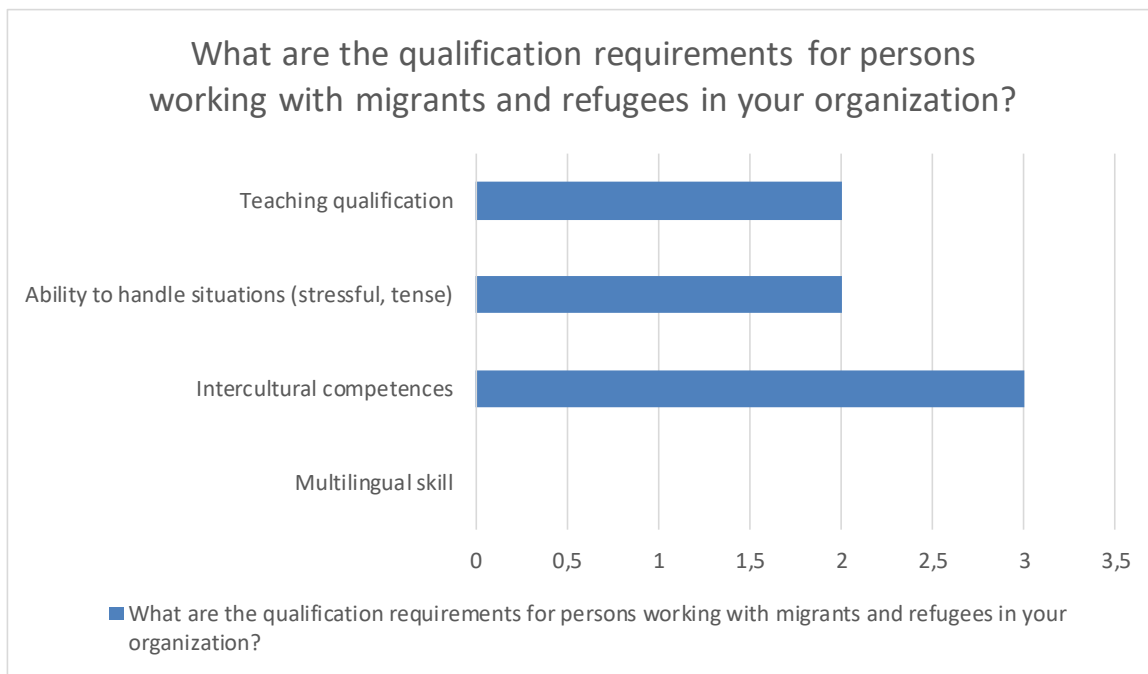 What are the qualification requirements for persons
working with migrants and refugees in your organization?
Teaching qualification
Ability to handle situations (stressful, tense)
Intercultural competences
Multilingual skill
0 0,5 1 1,5 2 2,5 3 3,5
What are the qualification requirements for persons working with migrants and refugees in your
organization?